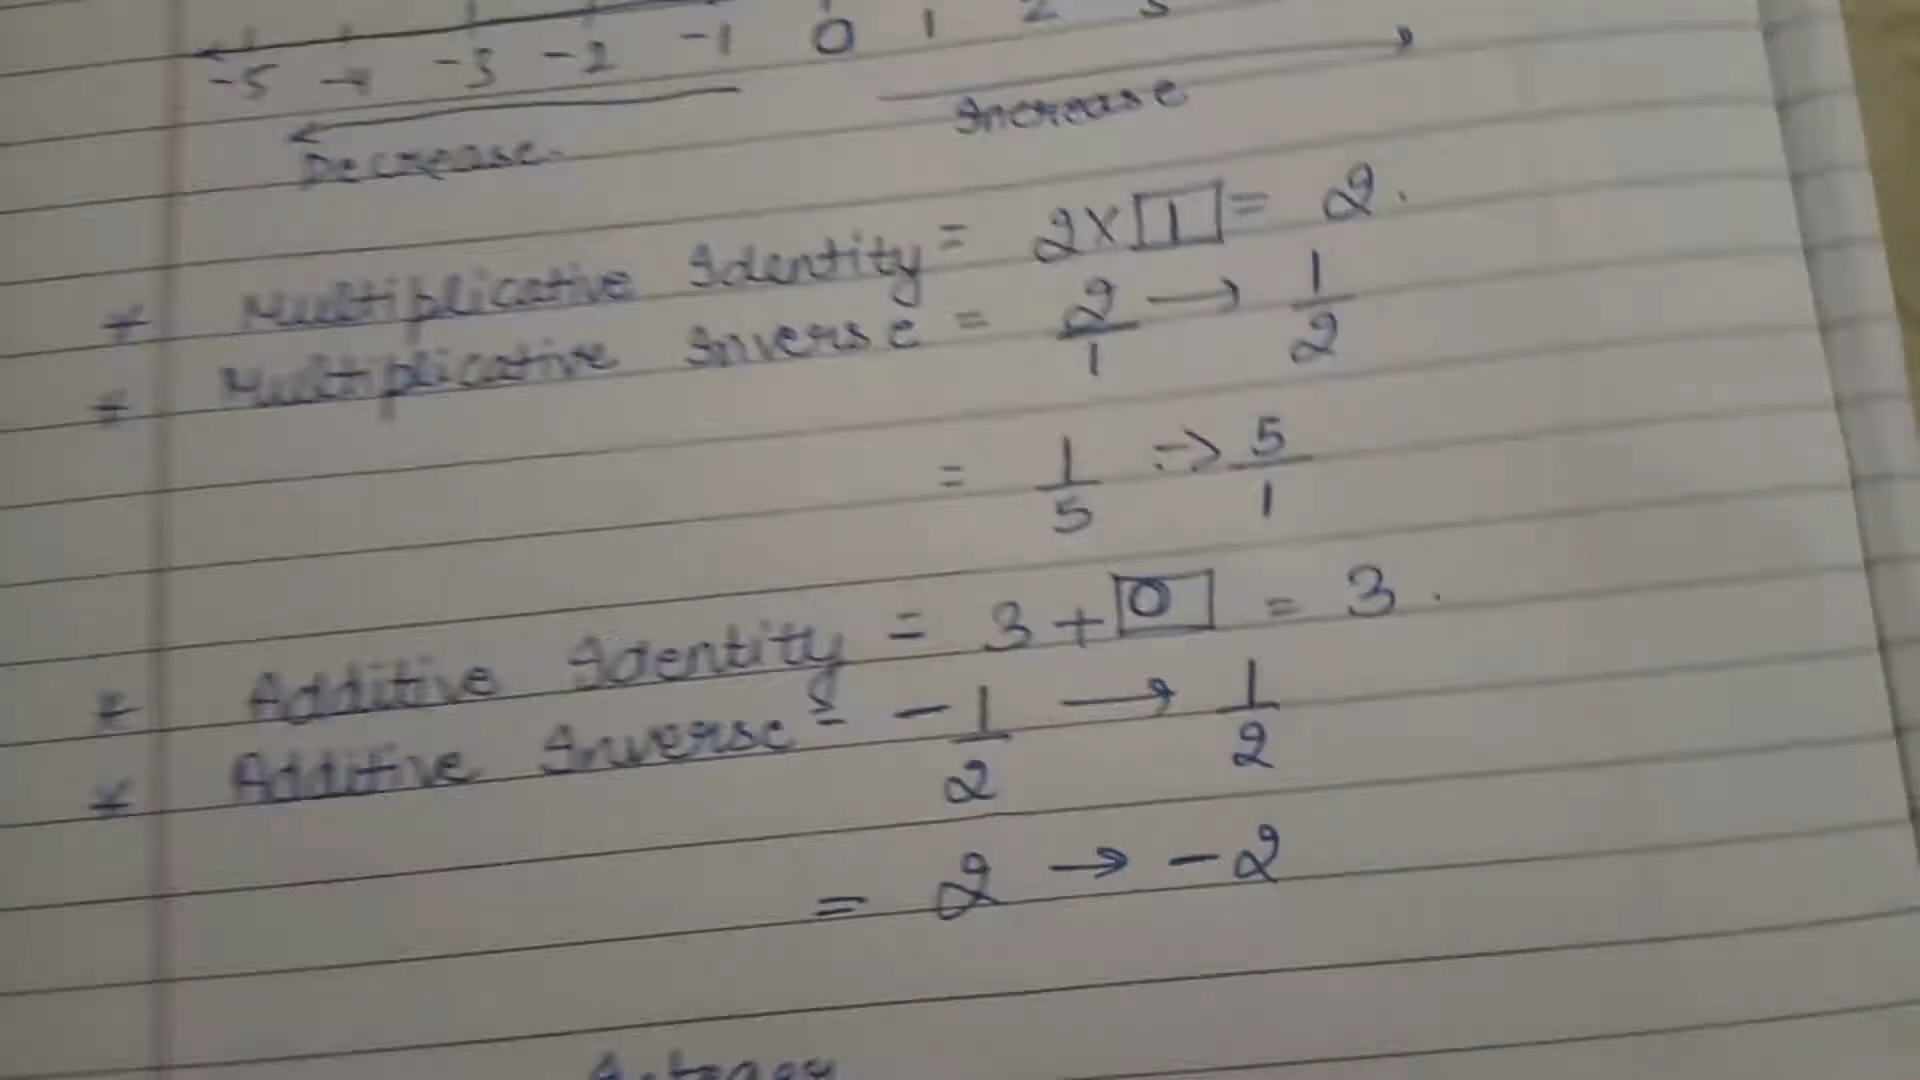 -5 -4 -3 -2 -1 0 1 2 3
Decrease. Increase
* Multiplicative Identity = 2 × 1 = 2.
* Multiplicative Inverse = 2/1 → 1/2
= 1/5 → 5/1
* Additive Identity = 3 + 0 = 3.
* Additive Inverse = -1/2 → 1/2
= 2 → -2